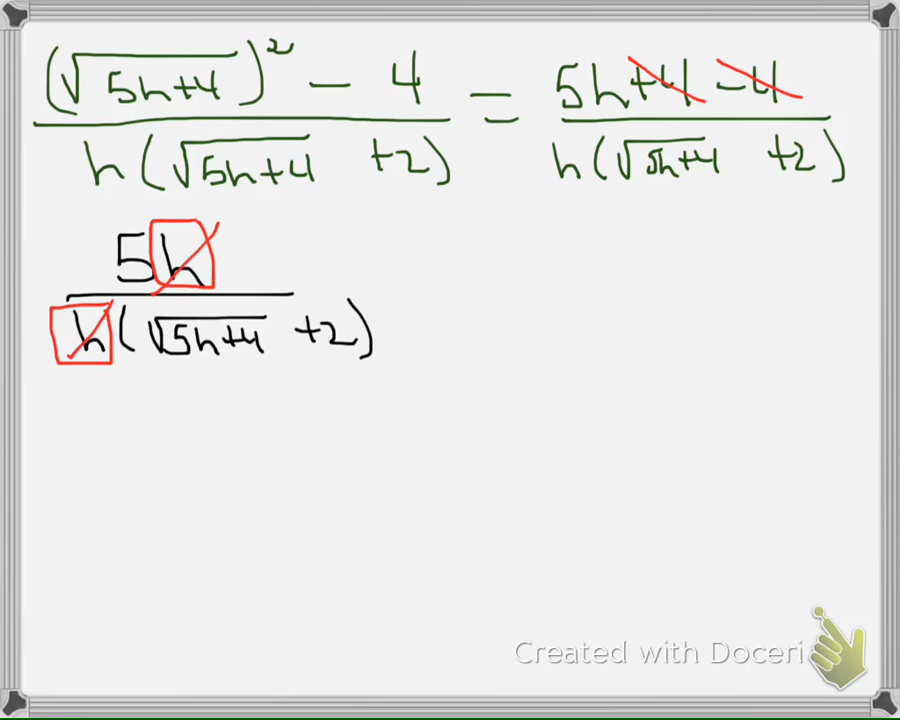 (√5h+4)² - 4 = 5h+4 -4
h(√5h+4 +2) h(√5h+4 +2)
5h
h(√5h+4 +2)
Created with Doceri